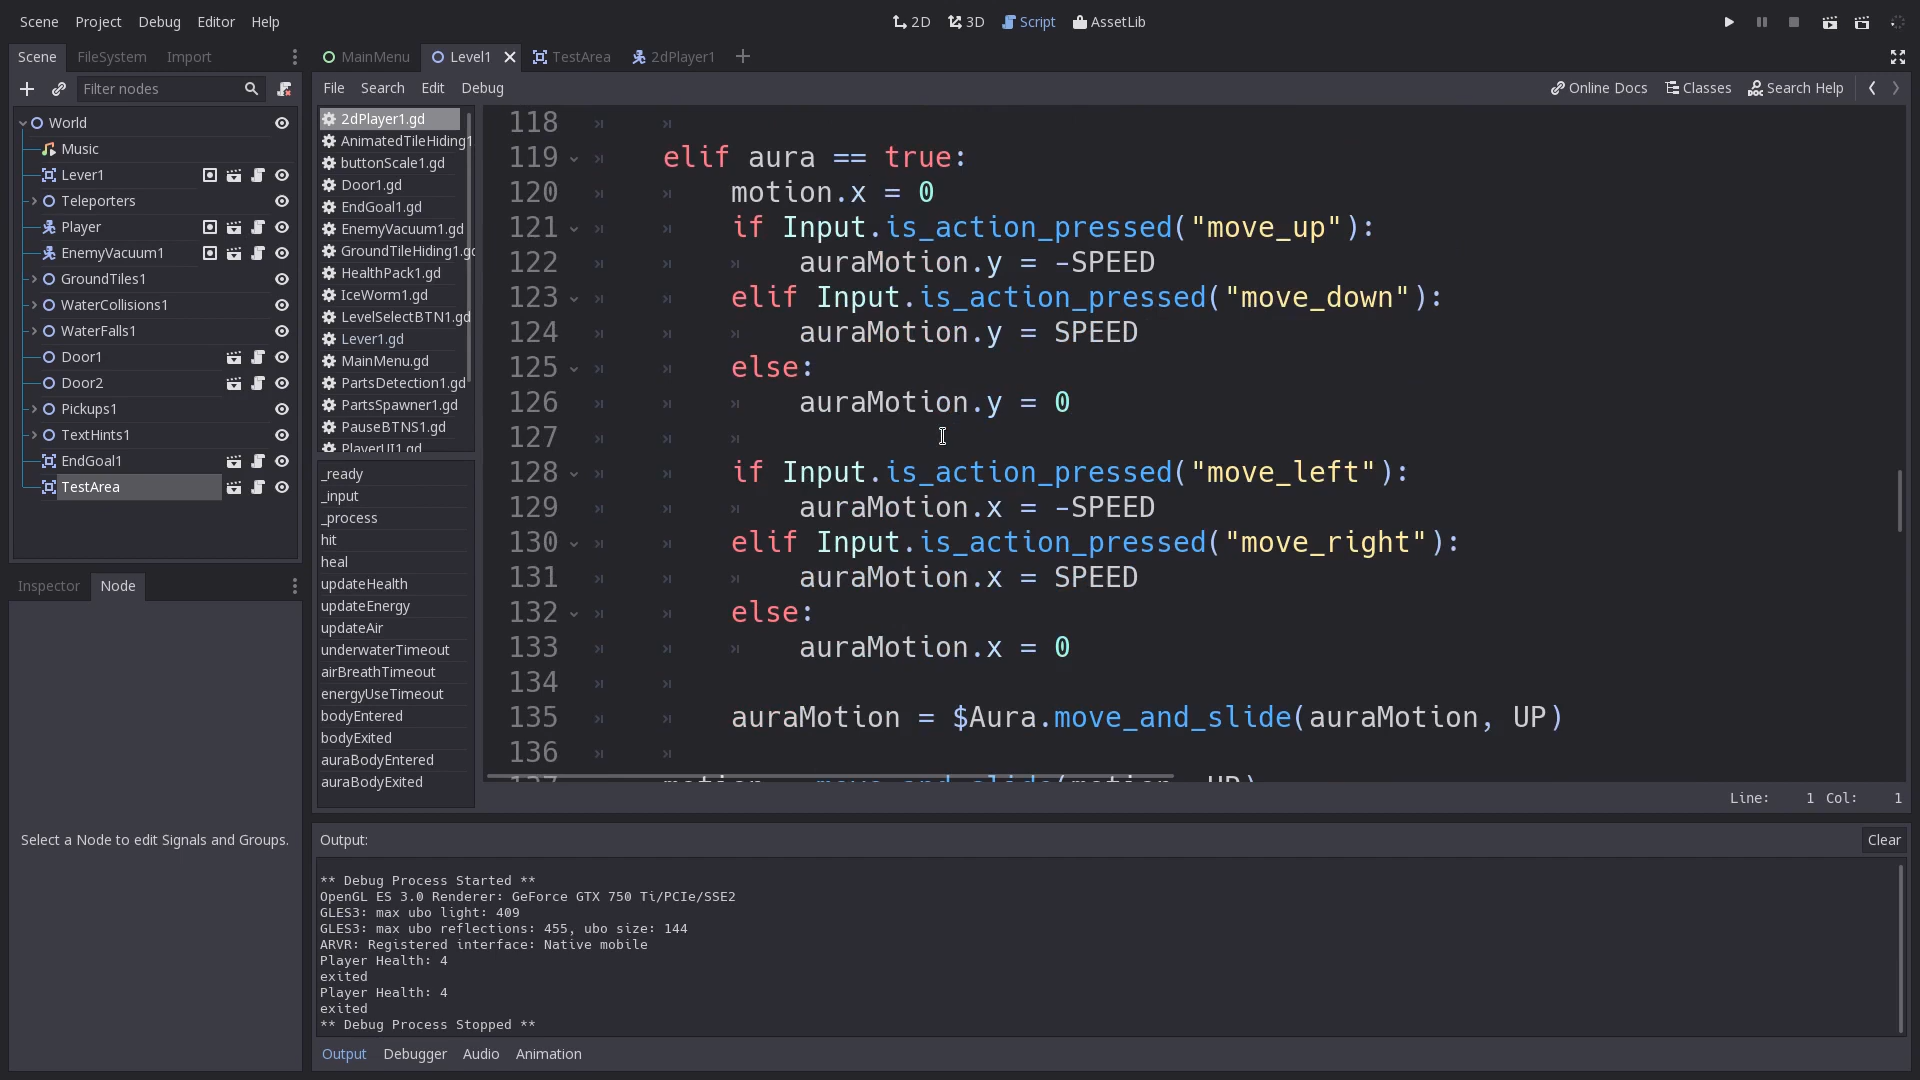 Scene Project Debug Editor Help
2D 3D Script AssetLib
Scene FileSystem Import
MainMenu Level1 TestArea 2dPlayer1
Filter nodes
File Search Edit Debug
Online Docs Classes Search Help
World
Music
Lever1
Teleporters
Player
EnemyVacuum1
GroundTiles1
WaterCollisions1
WaterFalls1
Door1
Door2
Pickups1
TextHints1
EndGoal1
TestArea
Inspector Node
Select a Node to edit Signals and Groups.
2dPlayer1.gd
AnimatedTileHiding1
buttonScale1.gd
Door1.gd
EndGoal1.gd
EnemyVacuum1.gd
GroundTileHiding1.gd
HealthPack1.gd
IceWorm1.gd
LevelSelectBTN1.gd
Lever1.gd
MainMenu.gd
PartsDetection1.gd
PartsSpawner1.gd
PauseBTNS1.gd
PlayerUI1.gd
_ready
_input
_process
hit
heal
updateHealth
updateEnergy
updateAir
underwaterTimeout
airBreathTimeout
energyUseTimeout
bodyEntered
bodyExited
auraBodyEntered
auraBodyExited
118
119 elif aura == true:
120 motion.x = 0
121 if Input.is_action_pressed("move_up"):
122 auraMotion.y = -SPEED
123 elif Input.is_action_pressed("move_down"):
124 auraMotion.y = SPEED
125 else:
126 auraMotion.y = 0
127
128 if Input.is_action_pressed("move_left"):
129 auraMotion.x = -SPEED
130 elif Input.is_action_pressed("move_right"):
131 auraMotion.x = SPEED
132 else:
133 auraMotion.x = 0
134
135 auraMotion = $Aura.move_and_slide(auraMotion, UP)
136
137 motion = move_and_slide(motion, UP)
Line: 1 Col: 1
Output: Clear
** Debug Process Started **
OpenGL ES 3.0 Renderer: GeForce GTX 750 Ti/PCIe/SSE2
GLES3: max ubo light: 409
GLES3: max ubo reflections: 455, ubo size: 144
ARVR: Registered interface: Native mobile
Player Health: 4
exited
Player Health: 4
exited
** Debug Process Stopped **
Output Debugger Audio Animation